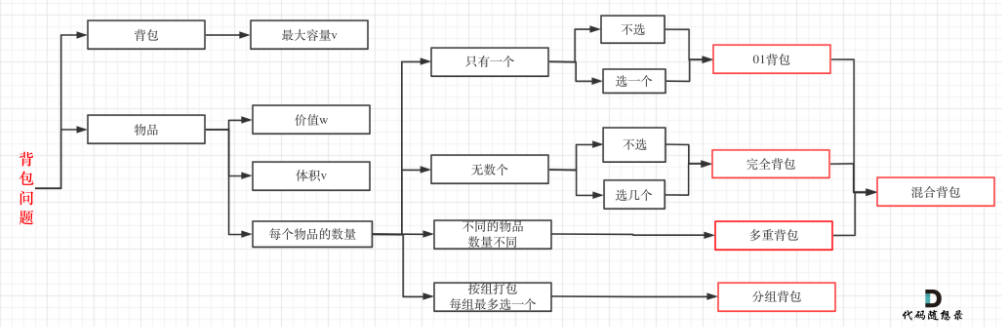 背包问题
背包
最大容量v
物品
价值w
体积v
每个物品的数量
只有一个
不选
选一个
01背包
无数个
不选
选几个
完全背包
不同的物品
数量不同
多重背包
混合背包
按组打包
每组最多选一个
分组背包
代码随想录